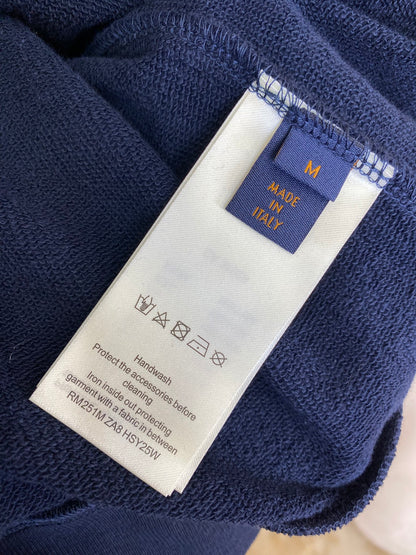 M
MADE
IN
ITALY
Handwash
Protect the accessories before
cleaning
Iron inside out protecting
garment with a fabric in between
RM251M ZA8 HSY25W